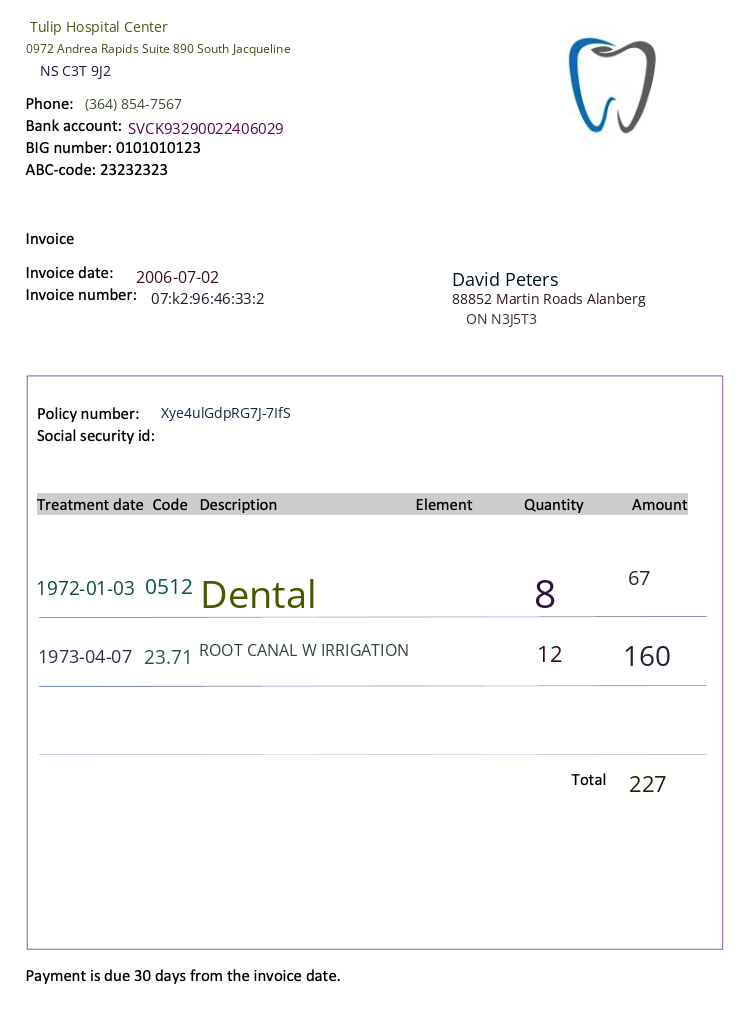 Tulip Hospital Center
0972 Andrea Rapids Suite 890 South Jacqueline
NS C3T 9J2
Phone: (364) 854-7567
Bank account: SVCK93290022406029
BIG number: 0101010123
ABC-code: 23232323
Invoice
Invoice date: 2006-07-02
Invoice number: 07:k2:96:46:33:2
David Peters
88852 Martin Roads Alanberg
ON N3J5T3
Policy number: Xye4ulGdpRG7J-7IfS
Social security id:
Treatment date Code Description Element Quantity Amount
1972-01-03 0512 Dental 8 67
1973-04-07 23.71 ROOT CANAL W IRRIGATION 12 160
Total 227
Payment is due 30 days from the invoice date.